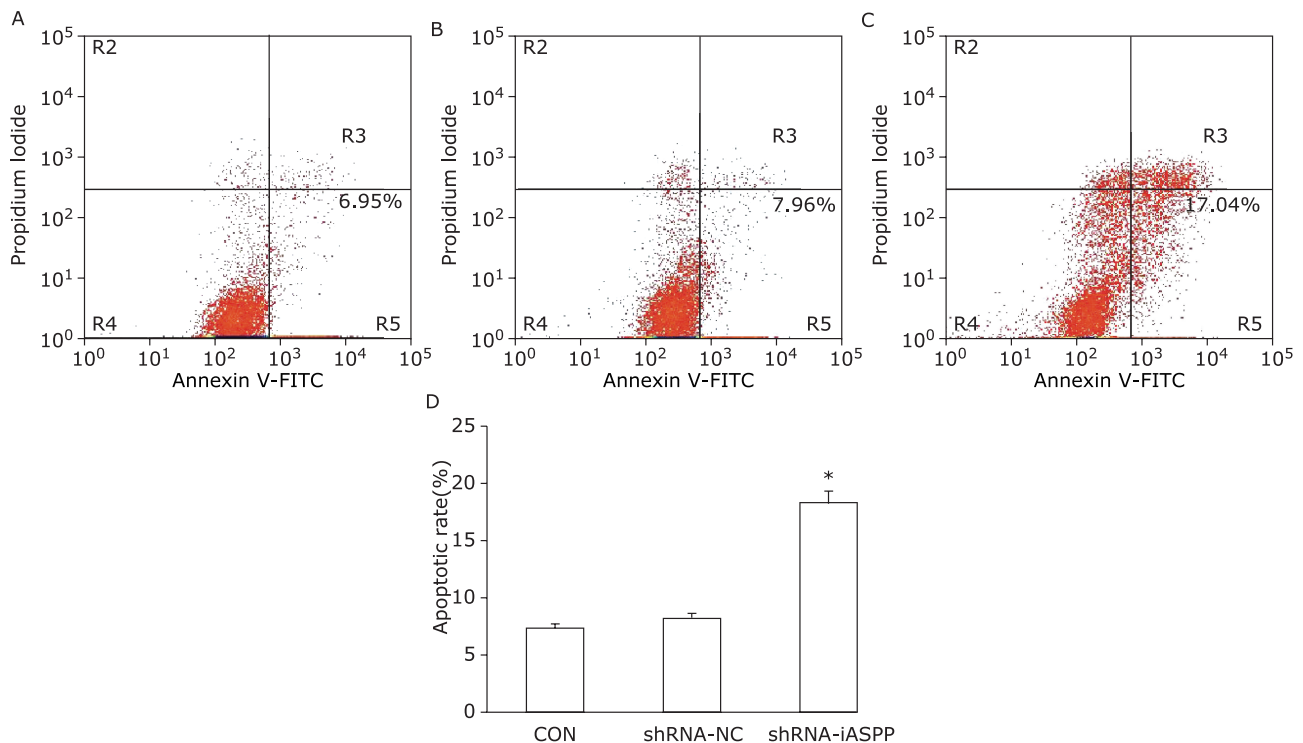 A
10^5
10^4
10^3
10^2
10^1
10^0
Propidium Iodide
R2
R3
6.95%
R4
R5
10^0 10^1 10^2 10^3 10^4 10^5
Annexin V-FITC
B
10^5
10^4
10^3
10^2
10^1
10^0
Propidium Iodide
R2
R3
7.96%
R4
R5
10^0 10^1 10^2 10^3 10^4 10^5
Annexin V-FITC
C
10^5
10^4
10^3
10^2
10^1
10^0
Propidium Iodide
R2
R3
17.04%
R4
R5
10^0 10^1 10^2 10^3 10^4 10^5
Annexin V-FITC
D
25
20
15
10
5
0
Apoptotic rate(%)
*
CON shRNA-NC shRNA-iASPP